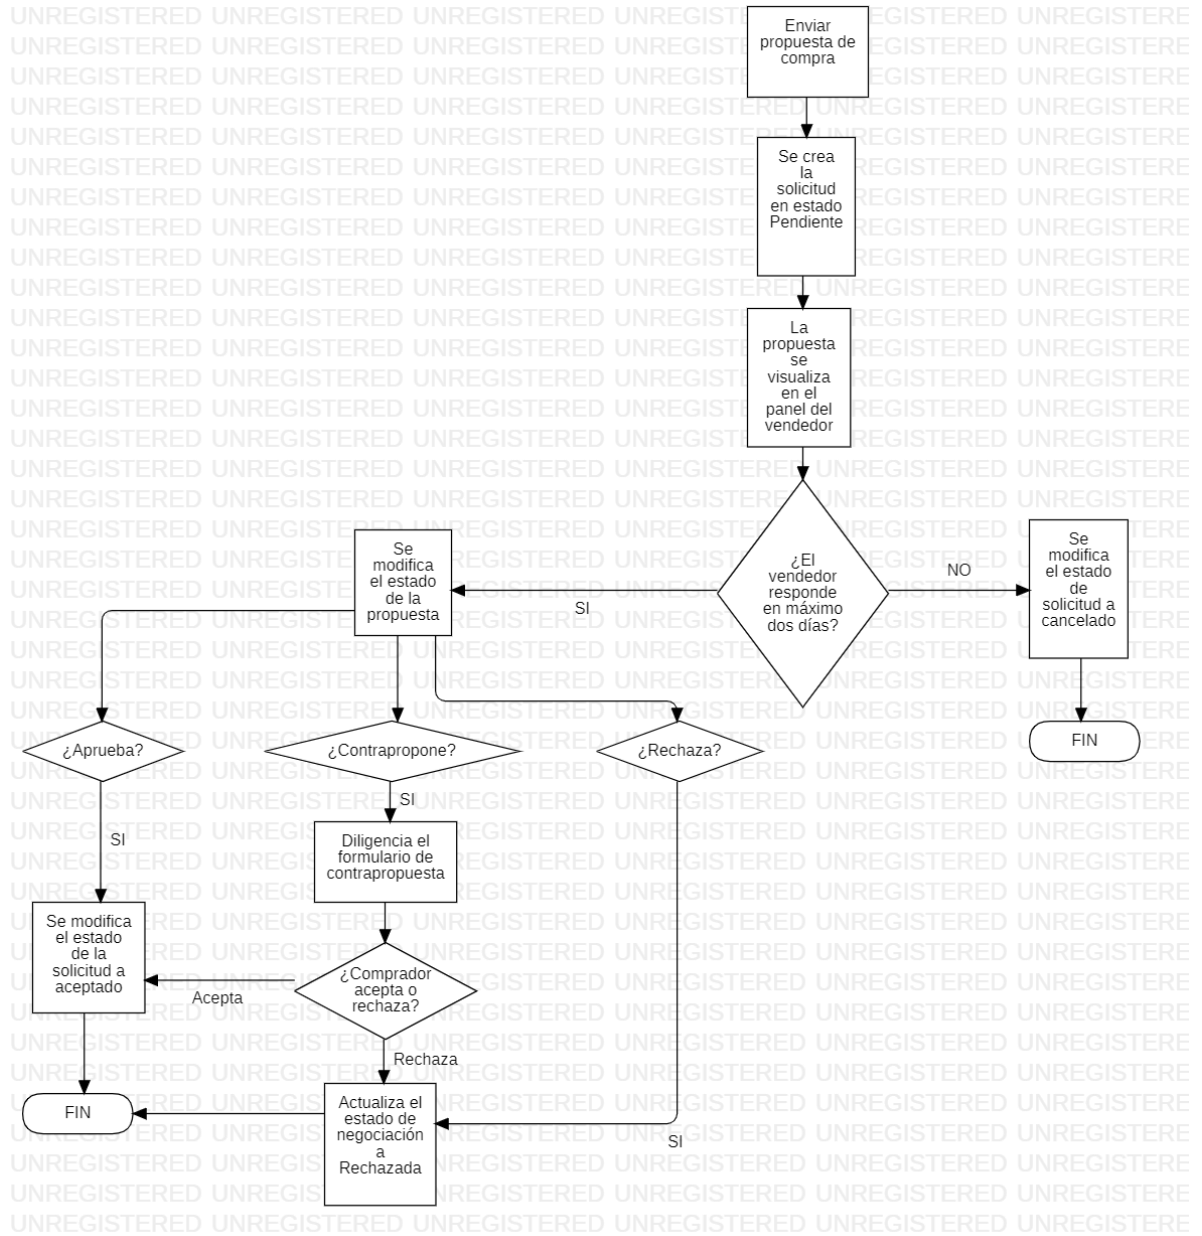 Enviar
propuesta de
compra
Se crea
la
solicitud
en estado
Pendiente
La
propuesta
se
visualiza
en el
panel del
vendedor
¿El
vendedor
responde
en máximo
dos días?
SI
NO
Se
modifica
el estado
de la
propuesta
Se
modifica
el estado
de
solicitud a
cancelado
FIN
¿Aprueba?
¿Contrapropone?
¿Rechaza?
SI
SI
Diligencia el
formulario de
contrapropuesta
Se modifica
el estado
de la
solicitud a
aceptado
¿Comprador
acepta o
rechaza?
Acepta
Rechaza
FIN
Actualiza el
estado de
negociación
a
Rechazada
SI
UNREGISTERED